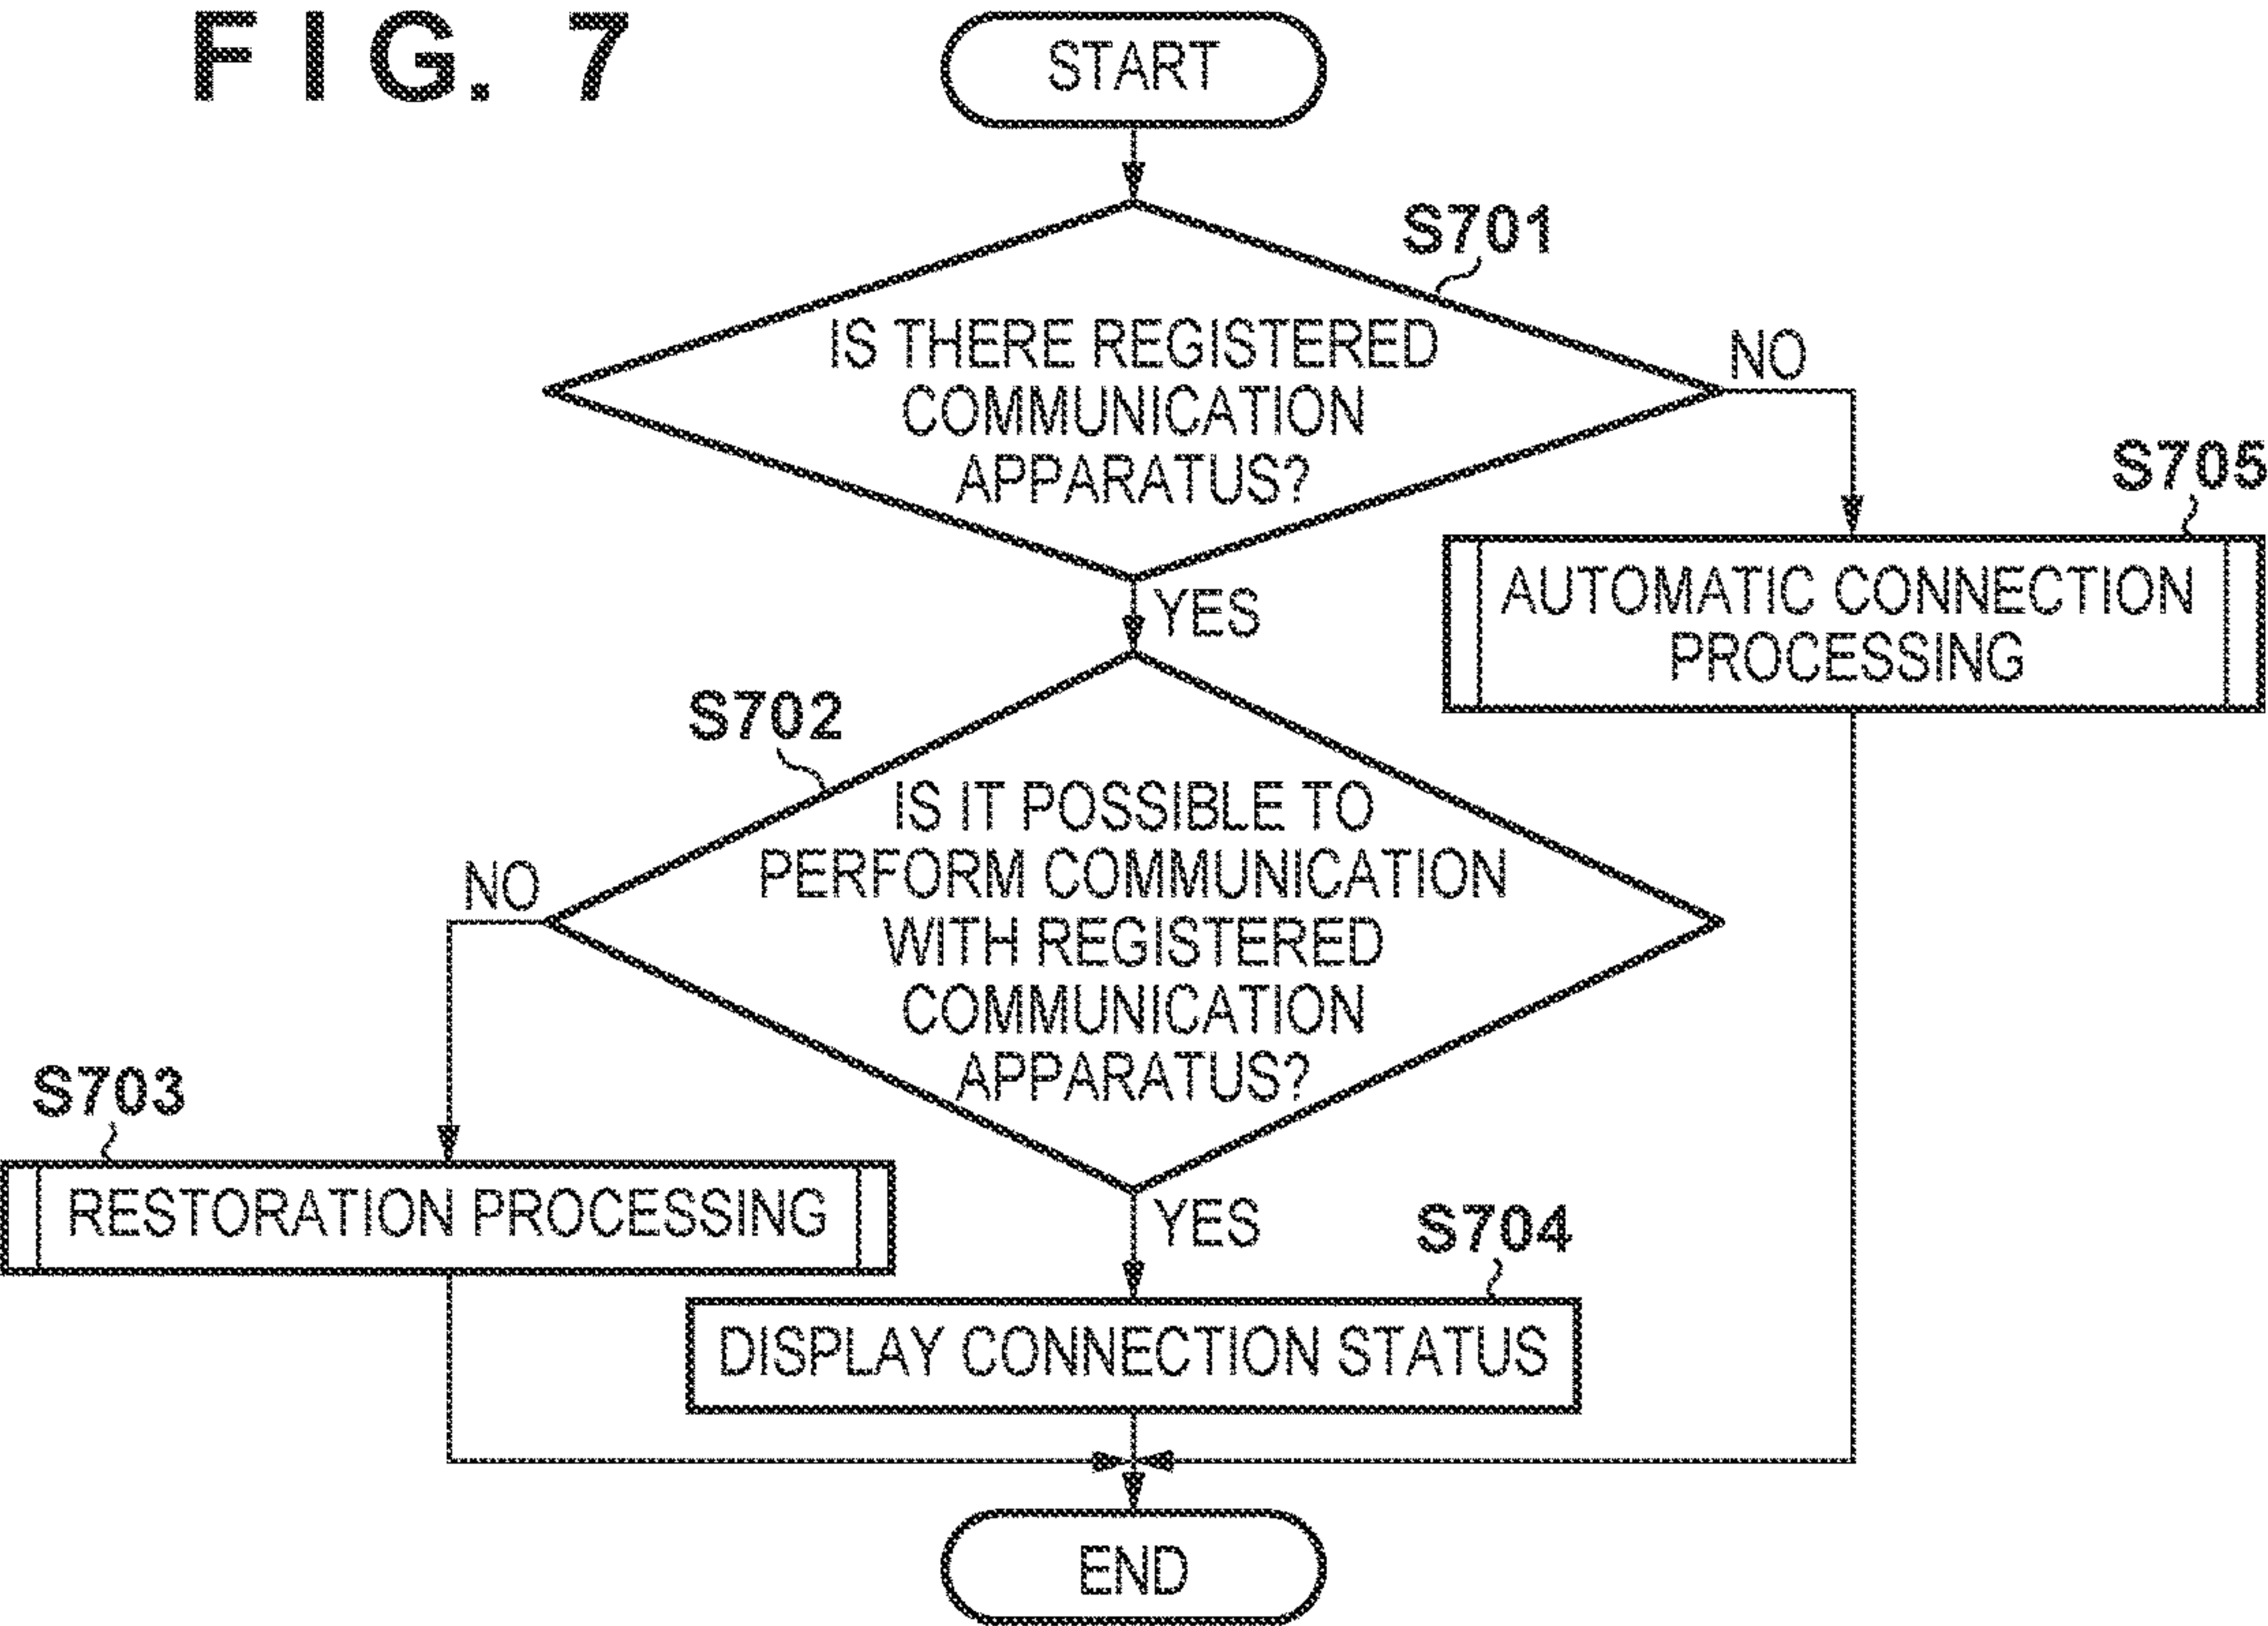 FIG. 7
START
S701
IS THERE REGISTERED
COMMUNICATION
APPARATUS?
NO
S705
AUTOMATIC CONNECTION
PROCESSING
YES
S702
IS IT POSSIBLE TO
PERFORM COMMUNICATION
WITH REGISTERED
COMMUNICATION
APPARATUS?
NO
S703
RESTORATION PROCESSING
YES
S704
DISPLAY CONNECTION STATUS
END